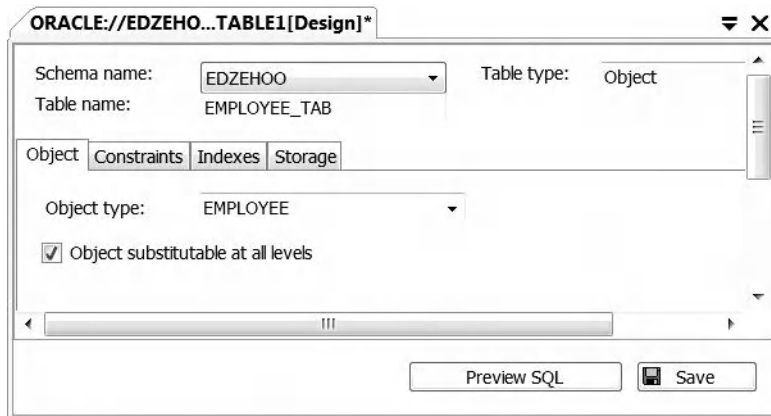 ORACLE://EDZEHO...TABLE1[Design]*
Schema name: EDZEHOO Table type: Object
Table name: EMPLOYEE_TAB
Object Constraints Indexes Storage
Object type: EMPLOYEE
Object substitutable at all levels
Preview SQL Save